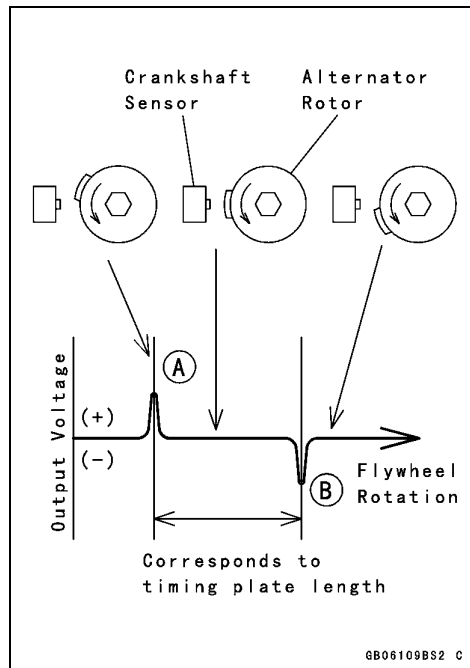 Crankshaft
Sensor
Alternator
Rotor
Output Voltage
(+)
(-)
A
B
Flywheel
Rotation
Corresponds to
timing plate length
GB06109BS2 C